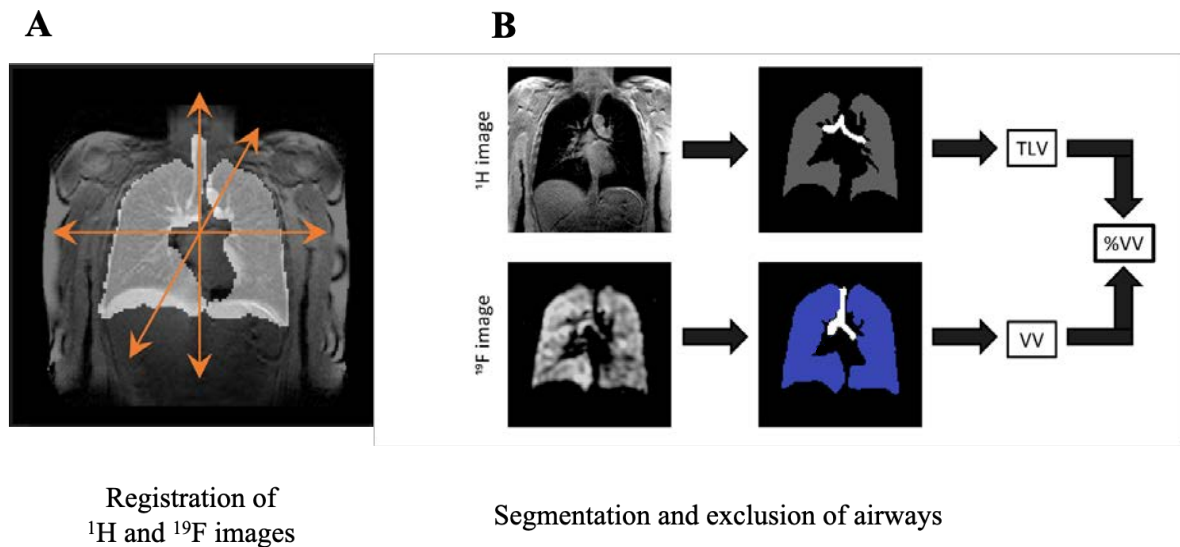 A
B
¹H image
TLV
%VV
¹⁹F image
VV
Registration of
¹H and ¹⁹F images
Segmentation and exclusion of airways